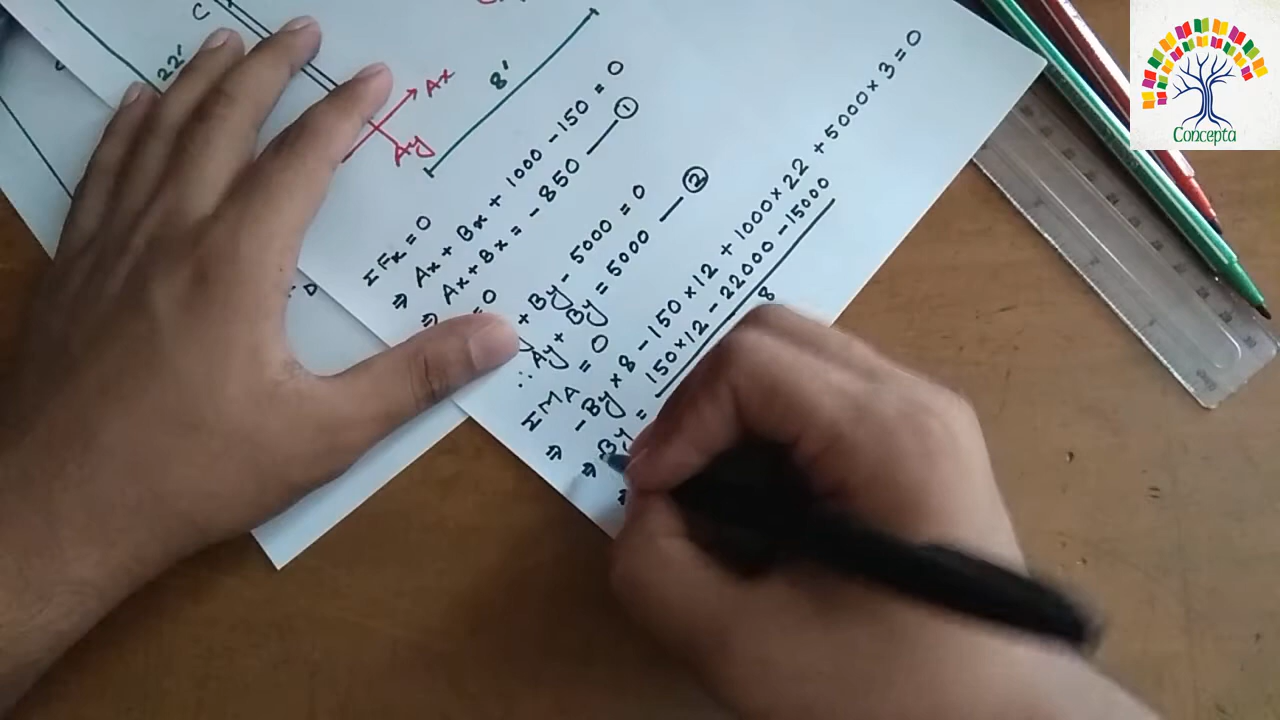 C
22'
Ax
Ay
8'
ΣFx = 0
⇒ Ax + Bx + 1000 - 150 = 0
⇒ Ax + Bx = - 850 — ①
= 0
+ By - 5000 = 0
∴ Ay + By = 5000 — ②
ΣMA = 0
⇒ - By × 8 - 150 × 12 + 1000 × 22 + 5000 × 3 = 0
⇒ By = 150 × 12 - 22000 - 15000
8
Concepta